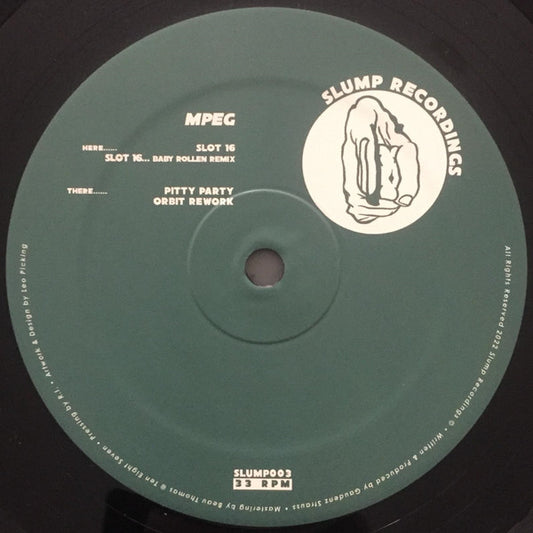 SLUMP RECORDINGS
MPEG
HERE...... SLOT 16
SLOT 16... BABY ROLLEN REMIX
THERE...... PITTY PARTY
ORBIT REWORK
SLUMP003
33 RPM
All Rights Reserved 2022 Slump Recordings © • Written & Produced by Gaudenz Strauss • Mastering by Beau Thomas @ Ten Eight Seven • Pressing by R.I. • Artwork & Design by Leo Picking